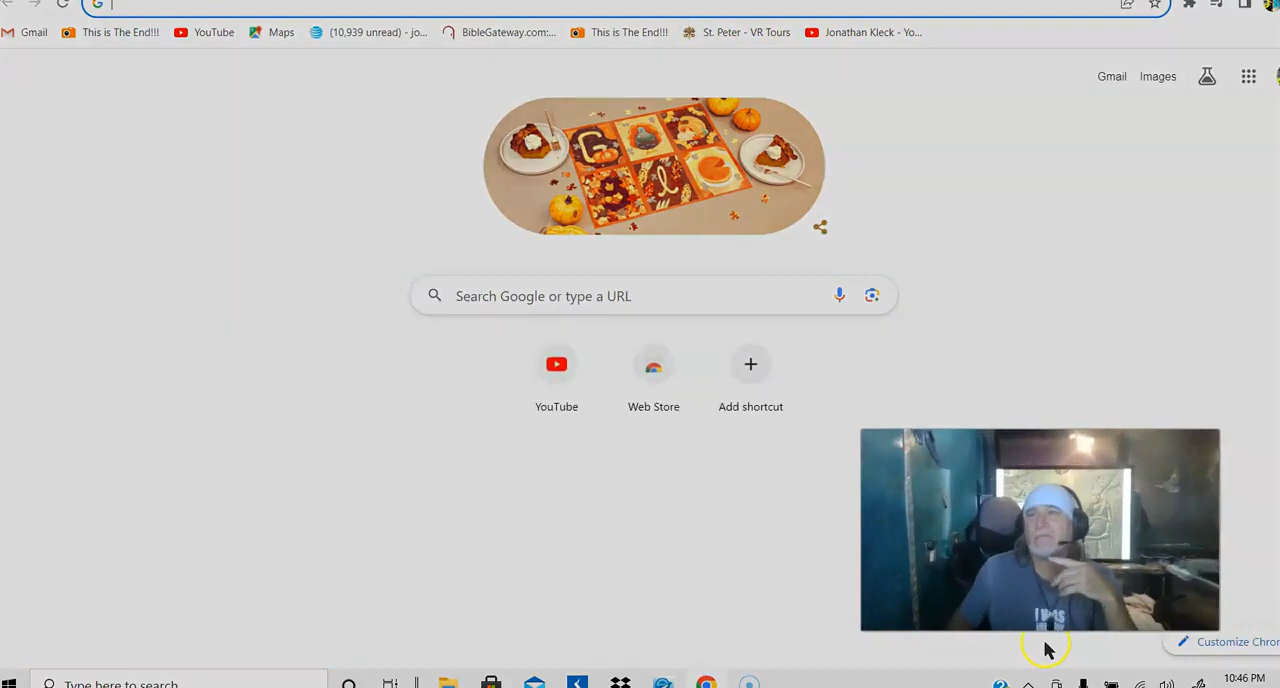 Gmail This is The End!!! YouTube Maps (10,939 unread) - jo... BibleGateway.com:... This is The End!!! St. Peter - VR Tours Jonathan Kleck - Yo...
Gmail Images
Search Google or type a URL
YouTube Web Store Add shortcut
I WAS
Customize Chror
Type here to search 10:46 PM